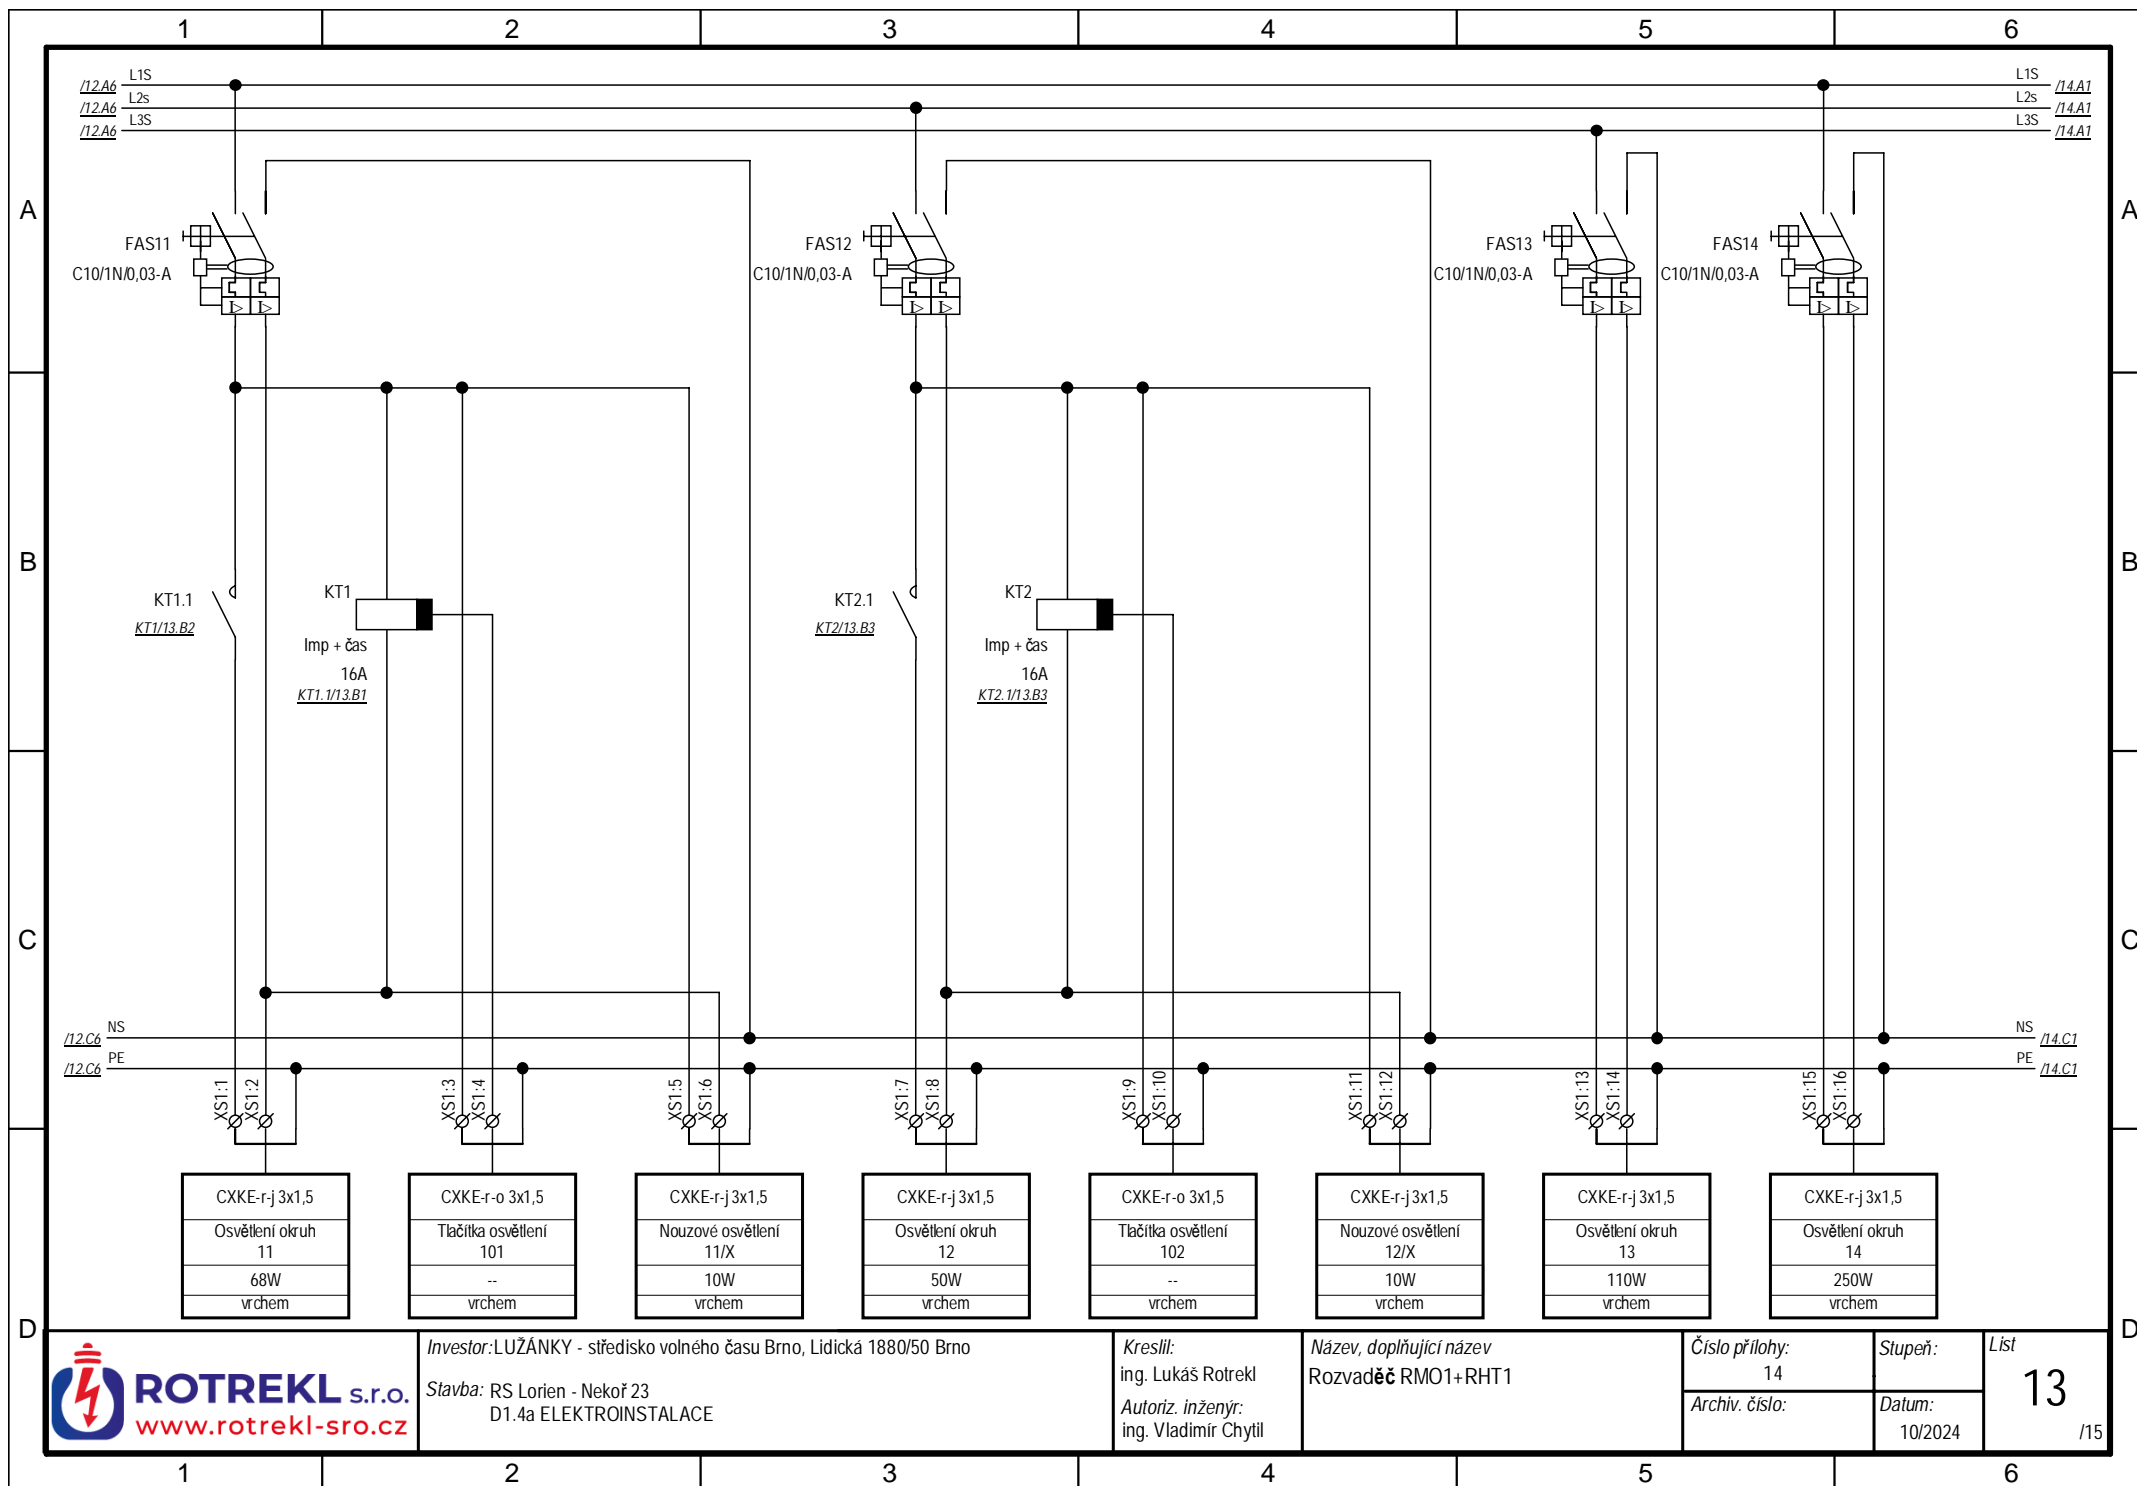 1 2 3 4 5 6
/12.A6 L1S L1S /14.A1
/12.A6 L2s L2s /14.A1
/12.A6 L3S L3S /14.A1
A A
FAS11 FAS12 FAS13 FAS14
C10/1N/0,03-A C10/1N/0,03-A C10/1N/0,03-A C10/1N/0,03-A
I> I> I> I> I> I> I> I>
B B
KT1.1 KT1 KT2.1 KT2
KT1/13.B2 KT2/13.B3
Imp + čas Imp + čas
16A 16A
KT1.1/13.B1 KT2.1/13.B3
C C
/12.C6 NS NS /14.C1
/12.C6 PE PE /14.C1
XS1:1 XS1:2 XS1:3 XS1:4 XS1:5 XS1:6 XS1:7 XS1:8 XS1:9 XS1:10 XS1:11 XS1:12 XS1:13 XS1:14 XS1:15 XS1:16
CXKE-r-j 3x1,5 CXKE-r-o 3x1,5 CXKE-r-j 3x1,5 CXKE-r-j 3x1,5 CXKE-r-o 3x1,5 CXKE-r-j 3x1,5 CXKE-r-j 3x1,5 CXKE-r-j 3x1,5
Osvětlení okruh Tlačítka osvětlení Nouzové osvětlení Osvětlení okruh Tlačítka osvětlení Nouzové osvětlení Osvětlení okruh Osvětlení okruh
11 101 11/X 12 102 12/X 13 14
68W -- 10W 50W -- 10W 110W 250W
vrchem vrchem vrchem vrchem vrchem vrchem vrchem vrchem
D D
ROTREKL s.r.o.
www.rotrekl-sro.cz
Investor: LUŽÁNKY - středisko volného času Brno, Lidická 1880/50 Brno
Stavba: RS Lorien - Nekoř 23
D1.4a ELEKTROINSTALACE
Kreslil:
ing. Lukáš Rotrekl
Autoriz. inženýr:
ing. Vladimír Chytil
Název, doplňující název
Rozvaděč RMO1+RHT1
Číslo přílohy:
14
Archiv. číslo:
Stupeň:
Datum:
10/2024
List
13
/15
1 2 3 4 5 6